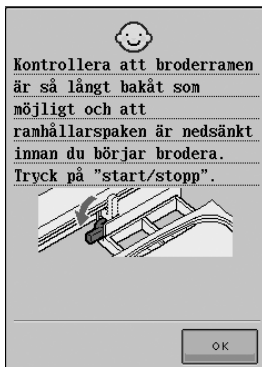 Kontrollera att broderramen
är så långt bakåt som
möjligt och att
ramhållarspaken är nedsänkt
innan du börjar brodera.
Tryck på "start/stopp".
OK